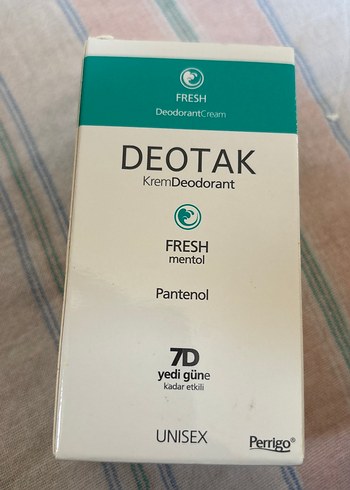 FRESH
DeodorantCream
DEOTAK
KremDeodorant
FRESH
mentol
Pantenol
7D
yedi güne
kadar etkili
UNISEX
Perrigo®